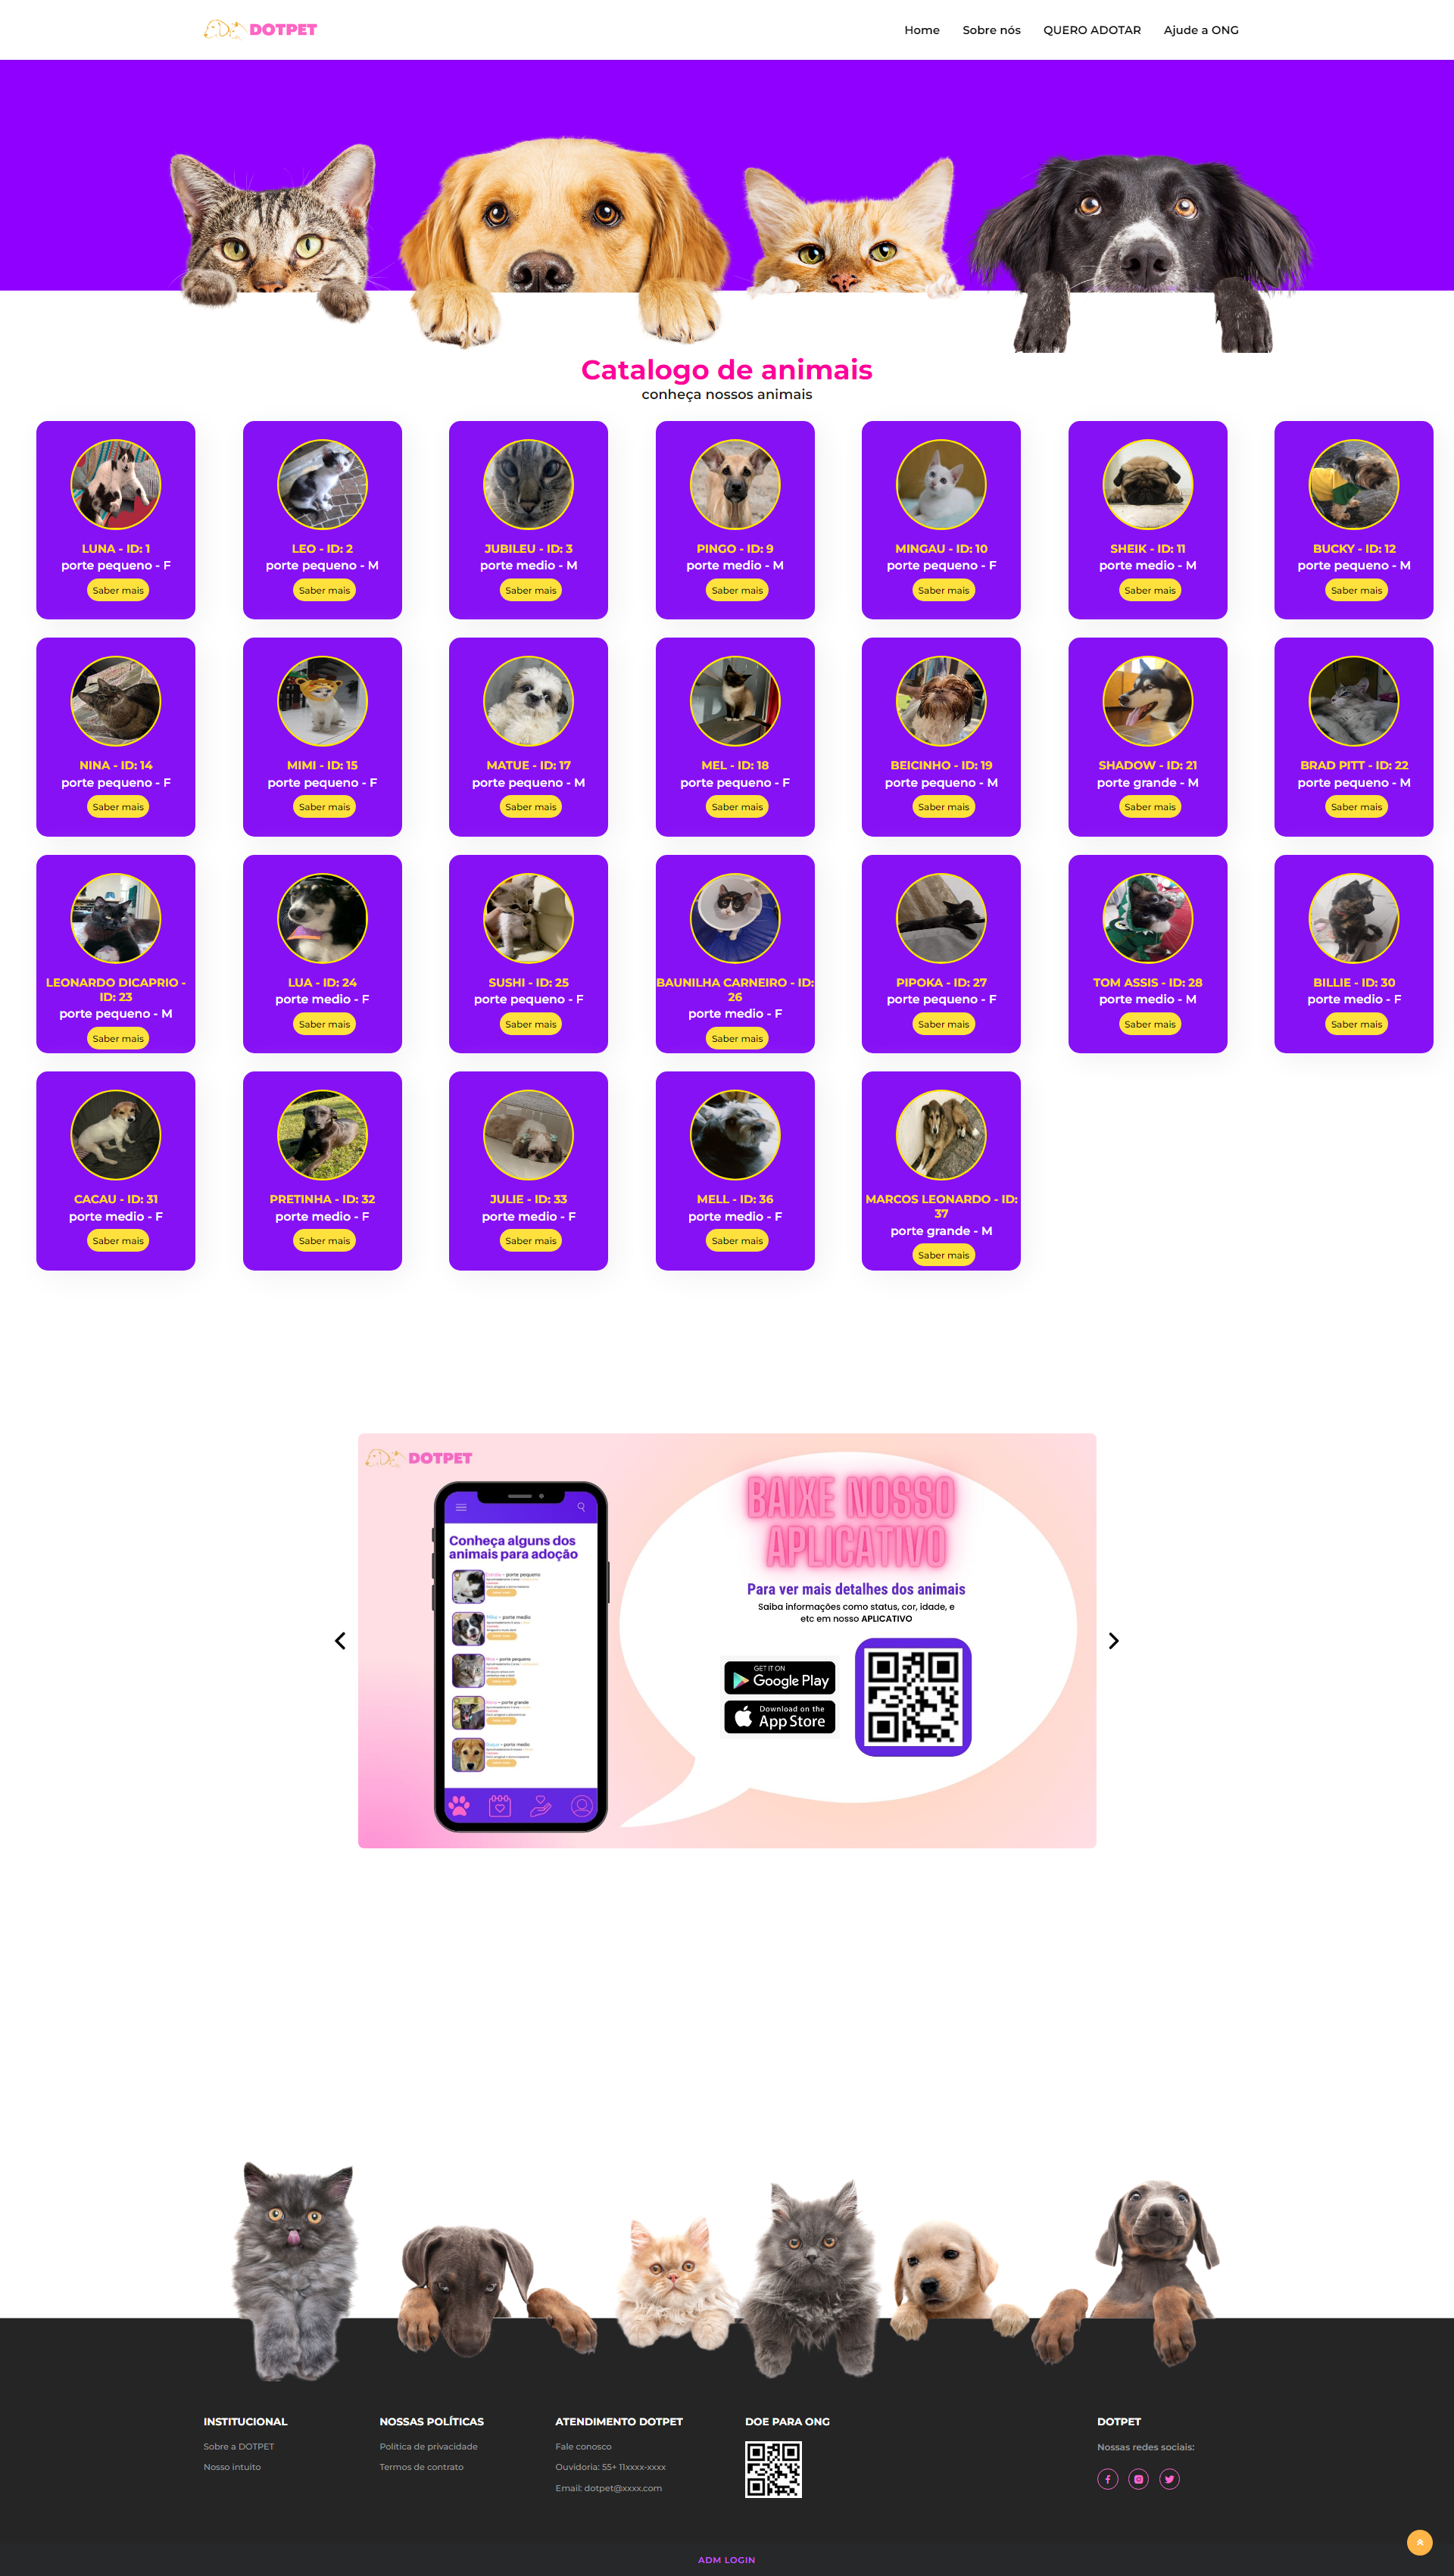 DOTPET
Home
Sobre nós
QUERO ADOTAR
Ajude a ONG
Catalogo de animais
conheça nossos animais
LUNA - ID: 1
porte pequeno - F
Saber mais
LEO - ID: 2
porte pequeno - M
Saber mais
JUBILEU - ID: 3
porte medio - M
Saber mais
PINGO - ID: 9
porte medio - M
Saber mais
MINGAU - ID: 10
porte pequeno - F
Saber mais
SHEIK - ID: 11
porte medio - M
Saber mais
BUCKY - ID: 12
porte pequeno - M
Saber mais
NINA - ID: 14
porte pequeno - F
Saber mais
MIMI - ID: 15
porte pequeno - F
Saber mais
MATUE - ID: 17
porte pequeno - M
Saber mais
MEL - ID: 18
porte pequeno - F
Saber mais
BEICINHO - ID: 19
porte pequeno - M
Saber mais
SHADOW - ID: 21
porte grande - M
Saber mais
BRAD PITT - ID: 22
porte pequeno - M
Saber mais
LEONARDO DICAPRIO -
ID: 23
porte pequeno - M
Saber mais
LUA - ID: 24
porte medio - F
Saber mais
SUSHI - ID: 25
porte pequeno - F
Saber mais
BAUNILHA CARNEIRO - ID:
26
porte medio - F
Saber mais
PIPOKA - ID: 27
porte pequeno - F
Saber mais
TOM ASSIS - ID: 28
porte medio - M
Saber mais
BILLIE - ID: 30
porte medio - F
Saber mais
CACAU - ID: 31
porte medio - F
Saber mais
PRETINHA - ID: 32
porte medio - F
Saber mais
JULIE - ID: 33
porte medio - F
Saber mais
MELL - ID: 36
porte medio - F
Saber mais
MARCOS LEONARDO - ID:
37
porte grande - M
Saber mais
DOTPET
Conheça alguns dos
animais para adoção
porte pequeno
porte medio
porte pequeno
porte grande
porte medio
BAIXE NOSSO
APLICATIVO
Para ver mais detalhes dos animais
Saiba informações como status, cor, idade, e
etc em nosso APLICATIVO
GET IT ON
Google Play
Download on the
App Store
INSTITUCIONAL
Sobre a DOTPET
Nosso intuito
NOSSAS POLÍTICAS
Politica de privacidade
Termos de contrato
ATENDIMENTO DOTPET
Fale conosco
Ouvidoria: 55+ 11xxxx-xxxx
Email: dotpet@xxxx.com
DOE PARA ONG
DOTPET
Nossas redes sociais:
ADM LOGIN